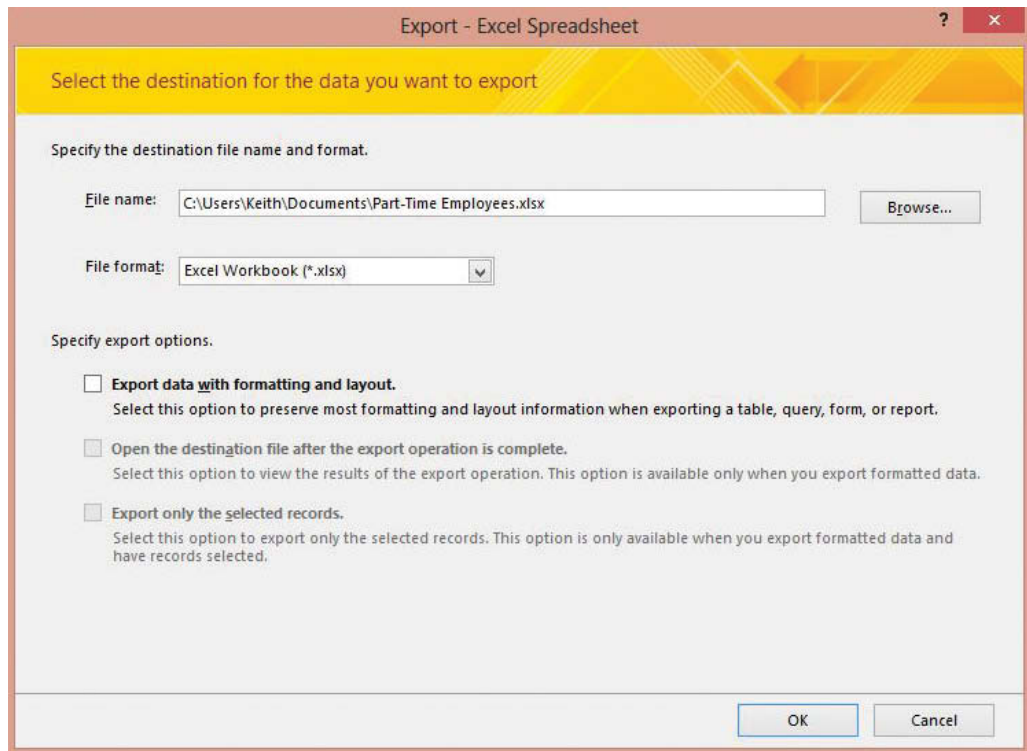 Export - Excel Spreadsheet
?
Select the destination for the data you want to export
Specify the destination file name and format.
File name:
C:\Users\Keith\Documents\Part-Time Employees.xlsx
Browse...
File format:
Excel Workbook (*.xlsx)
Specify export options.
Export data with formatting and layout.
Select this option to preserve most formatting and layout information when exporting a table, query, form, or report.
Open the destination file after the export operation is complete.
Select this option to view the results of the export operation. This option is available only when you export formatted data.
Export only the selected records.
Select this option to export only the selected records. This option is only available when you export formatted data and
have records selected.
OK
Cancel